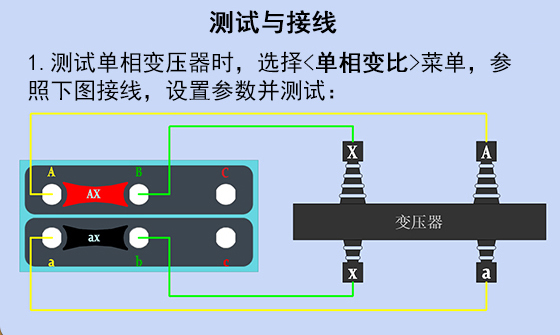 测试与接线
1.测试单相变压器时，选择<单相变比>菜单，参
照下图接线，设置参数并测试：
X A
A B C
AX
变压器
ax
a b c
x a